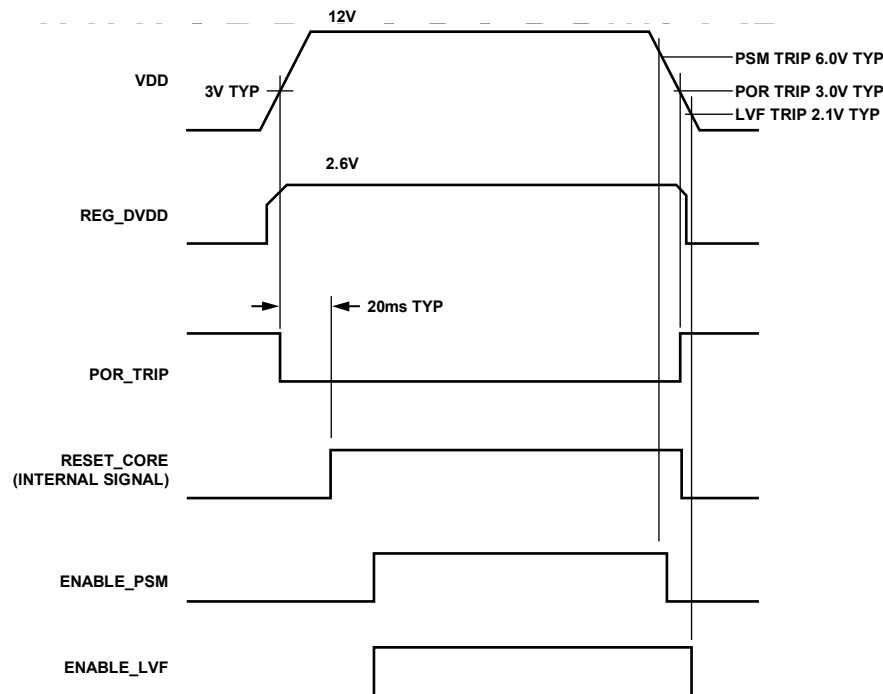 12V
VDD
3V TYP
PSM TRIP 6.0V TYP
POR TRIP 3.0V TYP
LVF TRIP 2.1V TYP
2.6V
REG_DVDD
20ms TYP
POR_TRIP
RESET_CORE
(INTERNAL SIGNAL)
ENABLE_PSM
ENABLE_LVF